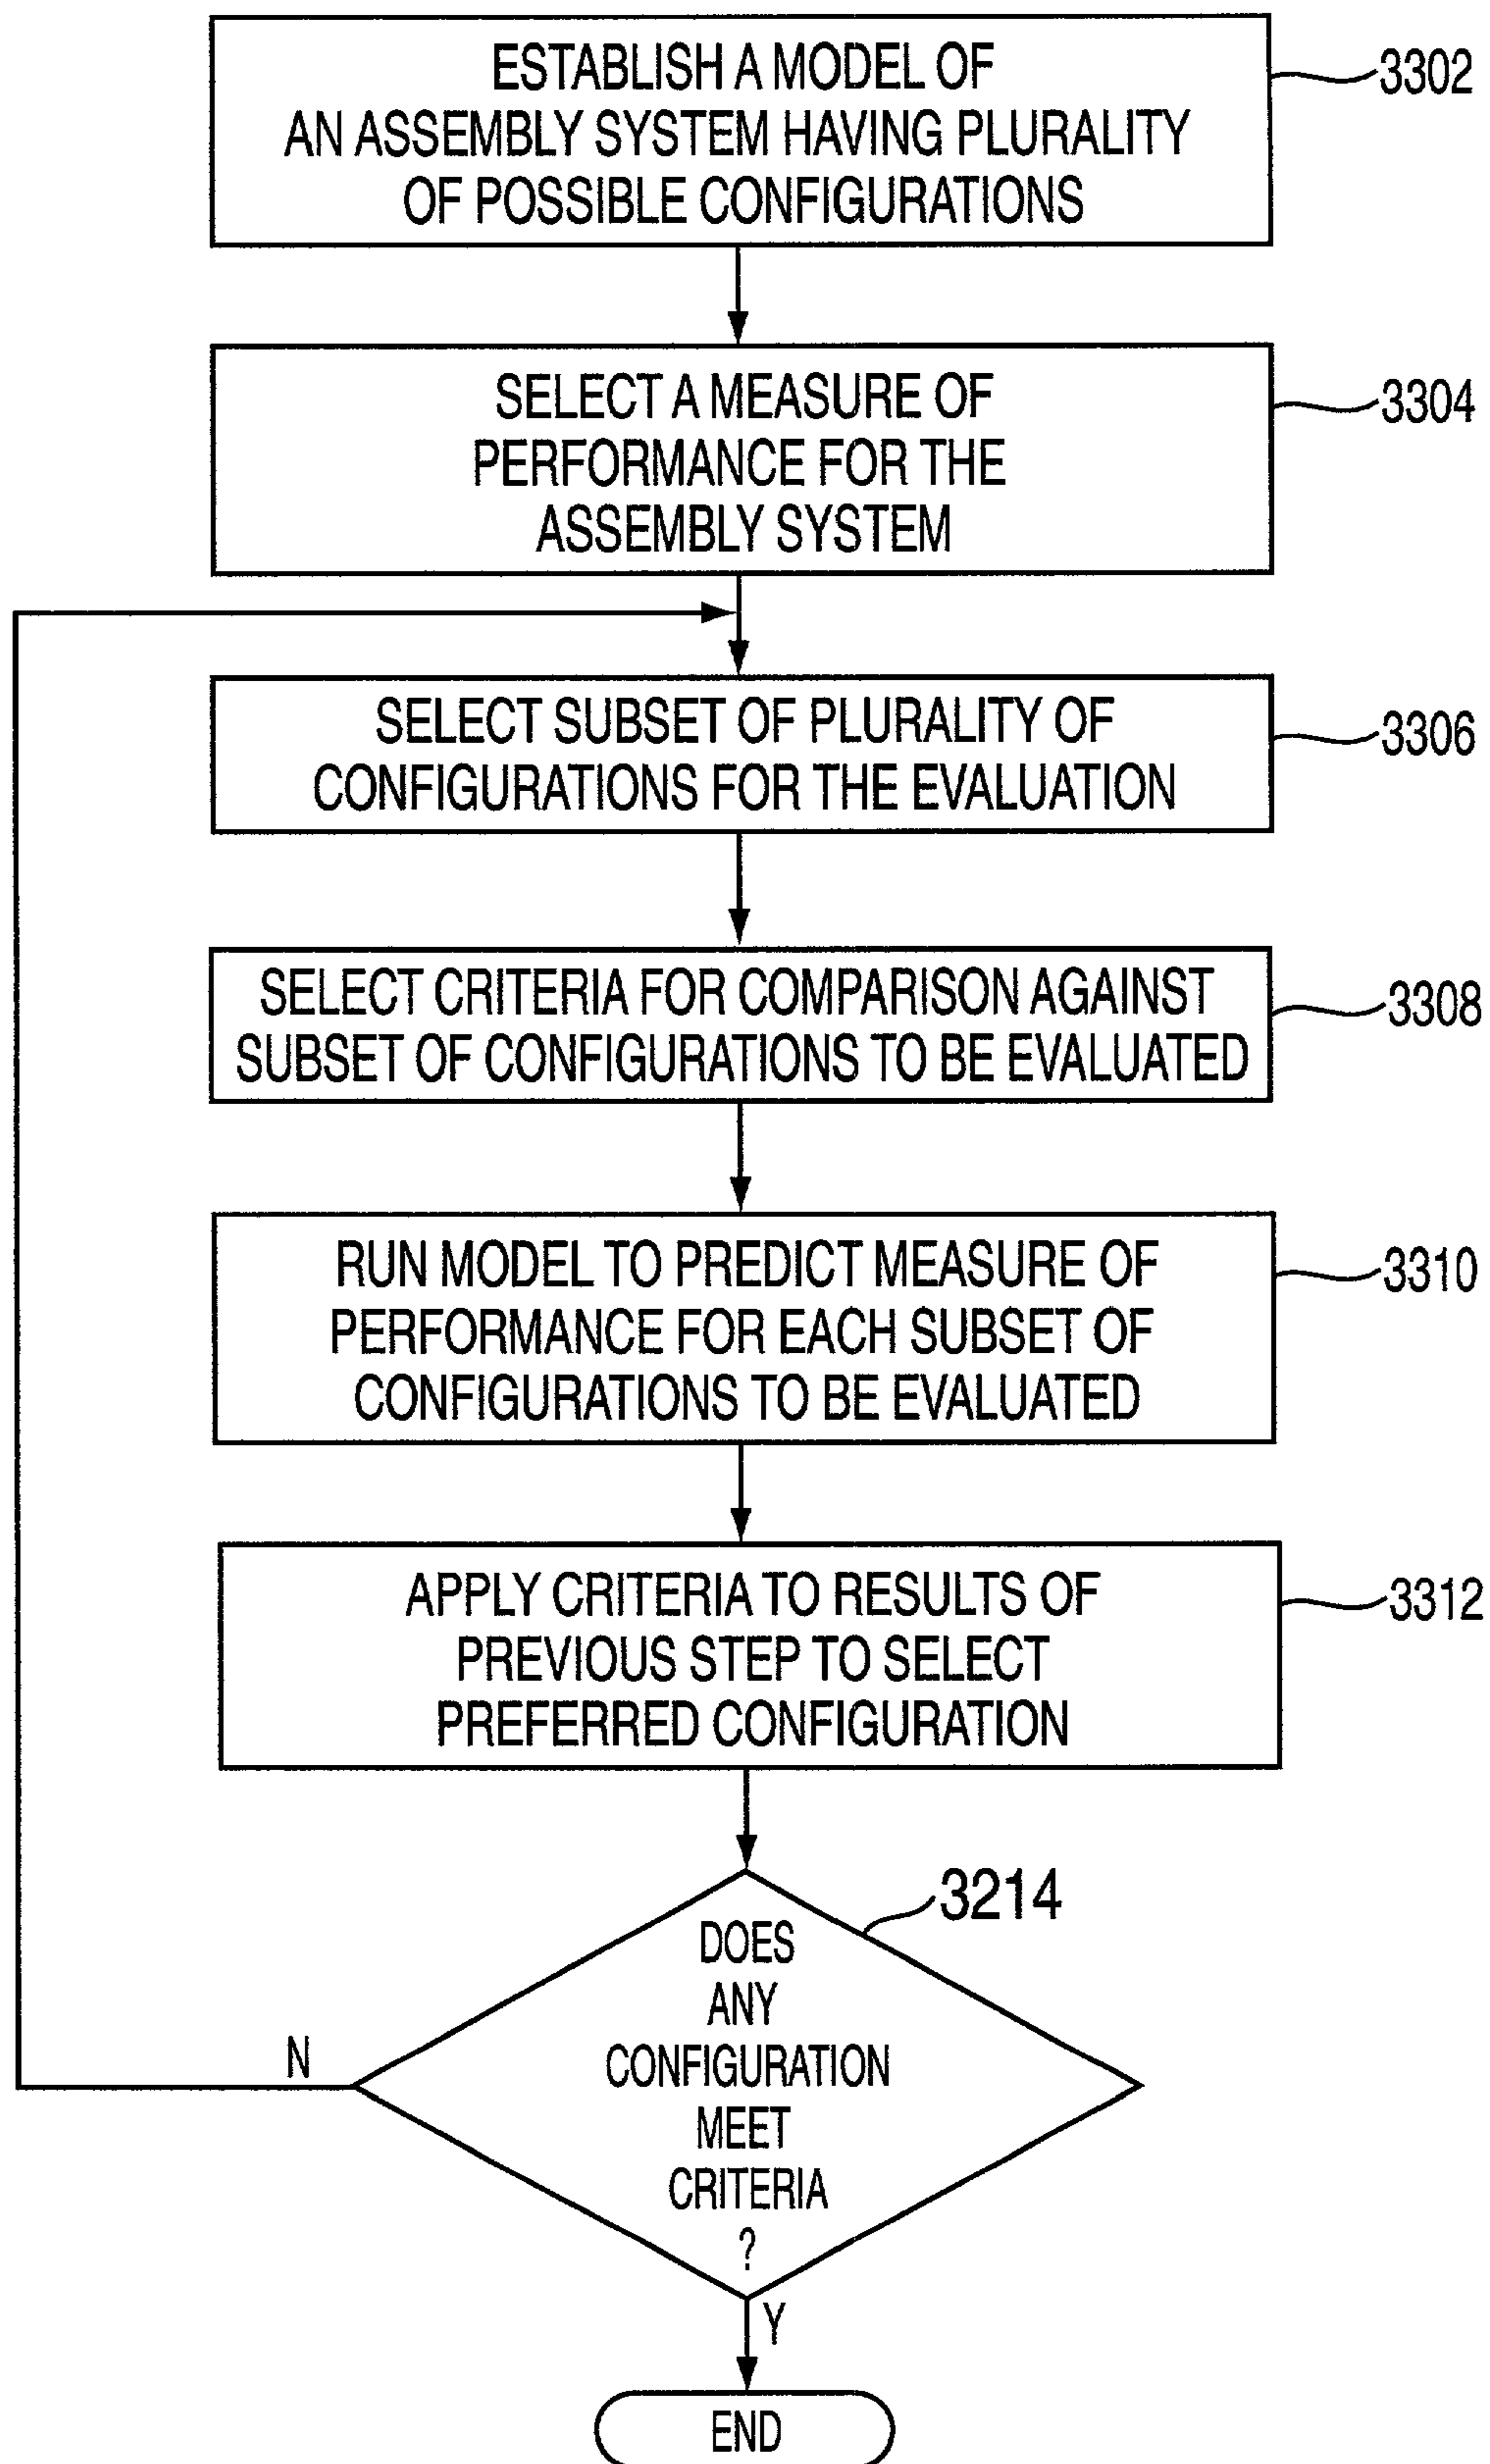 ESTABLISH A MODEL OF
AN ASSEMBLY SYSTEM HAVING PLURALITY
OF POSSIBLE CONFIGURATIONS
3302
SELECT A MEASURE OF
PERFORMANCE FOR THE
ASSEMBLY SYSTEM
3304
SELECT SUBSET OF PLURALITY OF
CONFIGURATIONS FOR THE EVALUATION
3306
SELECT CRITERIA FOR COMPARISON AGAINST
SUBSET OF CONFIGURATIONS TO BE EVALUATED
3308
RUN MODEL TO PREDICT MEASURE OF
PERFORMANCE FOR EACH SUBSET OF
CONFIGURATIONS TO BE EVALUATED
3310
APPLY CRITERIA TO RESULTS OF
PREVIOUS STEP TO SELECT
PREFERRED CONFIGURATION
3312
3214
DOES
ANY
CONFIGURATION
MEET
CRITERIA
?
N
Y
END